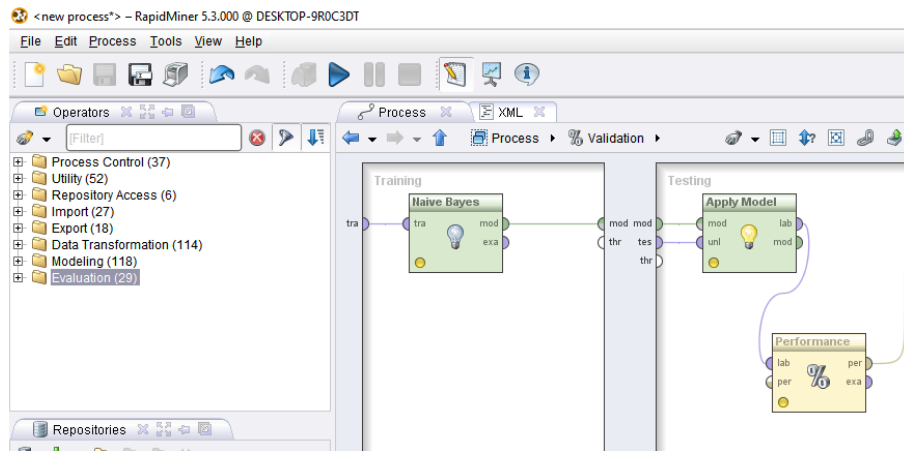 <new process*> – RapidMiner 5.3.000 @ DESKTOP-9R0C3DT
File Edit Process Tools View Help
Operators
Process XML
[Filter]
Process Validation
Process Control (37)
Utility (52)
Repository Access (6)
Import (27)
Export (18)
Data Transformation (114)
Modeling (118)
Evaluation (29)
Training
Naive Bayes
tra tra mod mod
exa thr
Testing
Apply Model
mod mod lab
tes unl mod
thr
Performance
lab per
per exa
Repositories